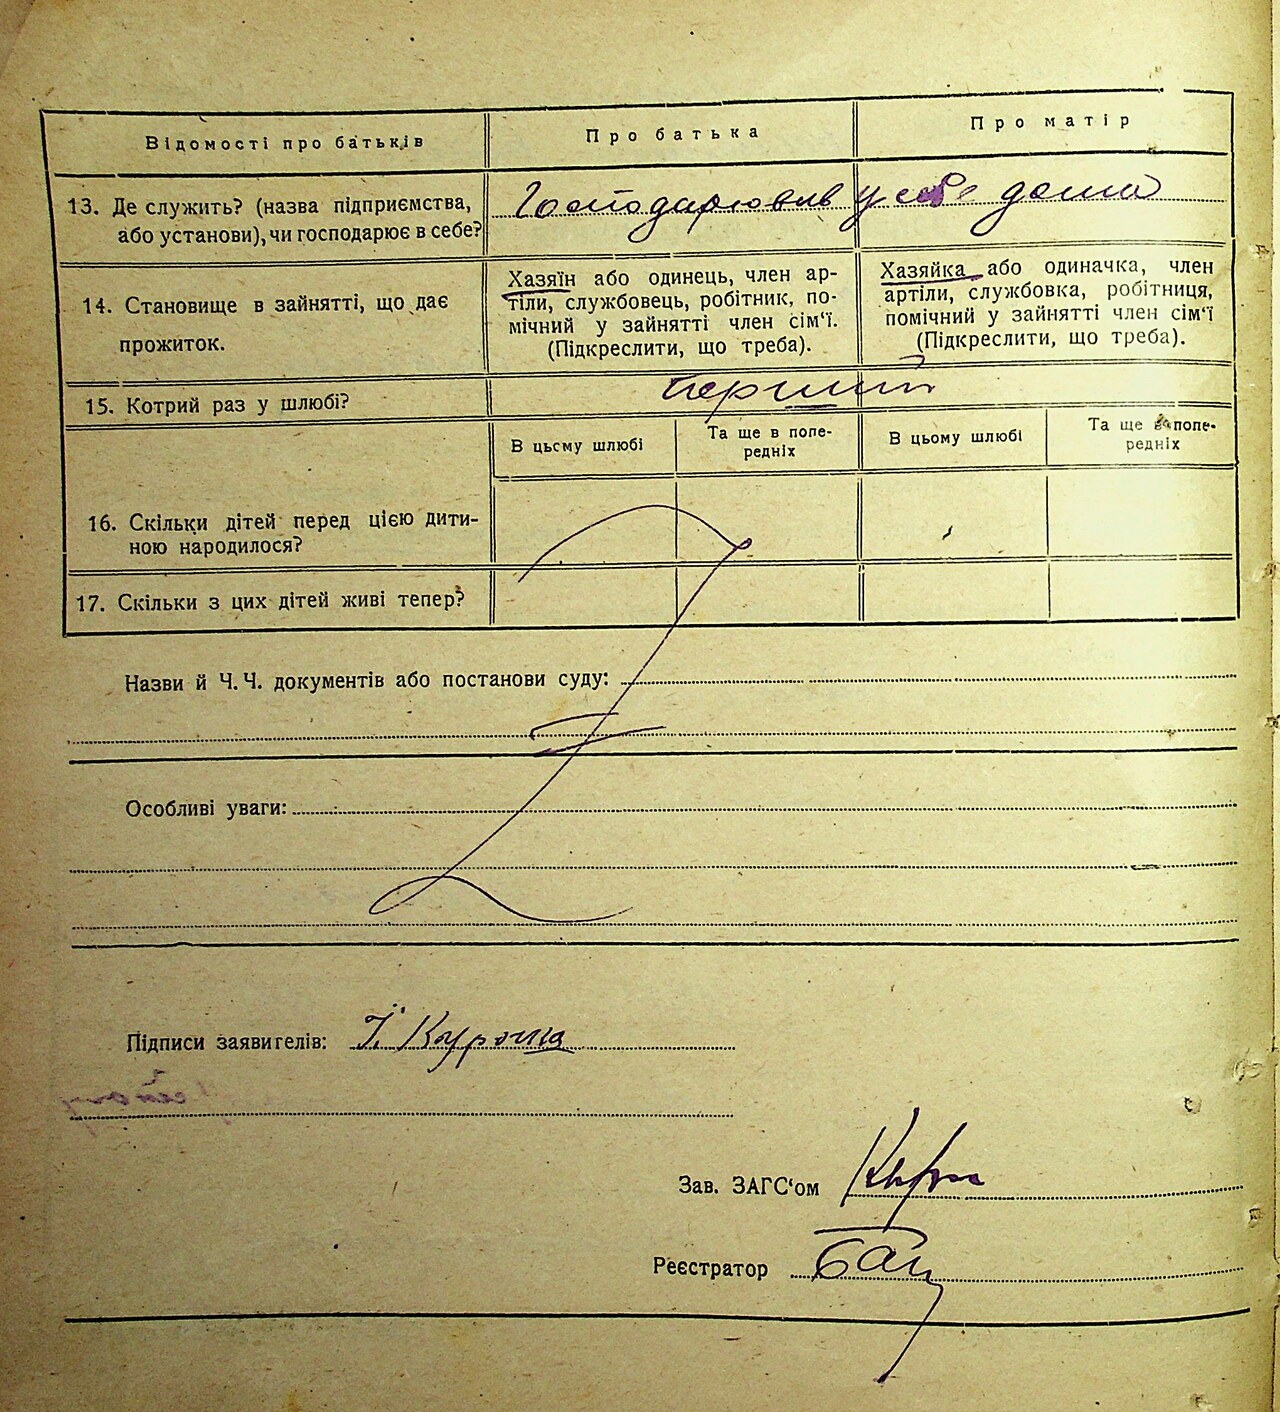 Відомості про батьків
Про батька
Про матір
13. Де служить? (назва підприємства,
або установи), чи господарює в себе?
Господарював у себе дома
14. Становище в зайнятті, що дає
прожиток.
Хазяїн або одинець, член ар-
тіли, службовець, робітник, по-
мічний у зайнятті член сім‘ї.
(Підкреслити, що треба).
Хазяйка або одиначка, член
артіли, службовка, робітниця,
помічний у зайнятті член сім‘ї
(Підкреслити, що треба).
15. Котрий раз у шлюбі?
перший
В цьому шлюбі
Та ще в попе-
редніх
В цьому шлюбі
Та ще в попе-
редніх
16. Скільки дітей перед цією дити-
ною народилося?
17. Скільки з цих дітей живі тепер?
Назви й Ч. Ч. документів або постанови суду:
Особливі уваги:
Підписи заявителів:
Зав. ЗАГС‘ом
Реєстратор